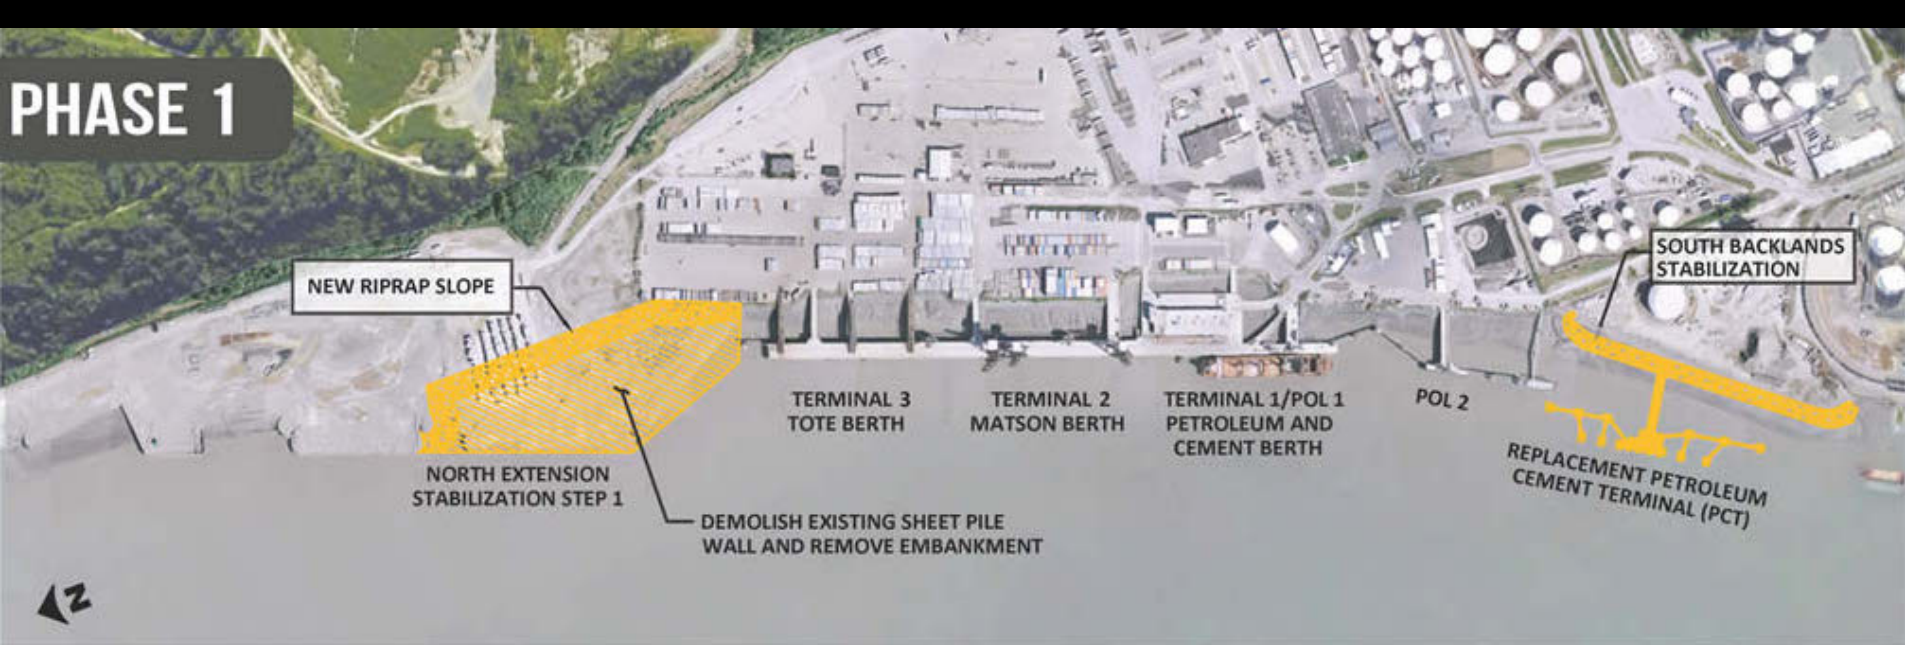 PHASE 1
NEW RIPRAP SLOPE
SOUTH BACKLANDS
STABILIZATION
TERMINAL 3
TOTE BERTH
TERMINAL 2
MATSON BERTH
TERMINAL 1/POL 1
PETROLEUM AND
CEMENT BERTH
POL 2
REPLACEMENT PETROLEUM
CEMENT TERMINAL (PCT)
NORTH EXTENSION
STABILIZATION STEP 1
DEMOLISH EXISTING SHEET PILE
WALL AND REMOVE EMBANKMENT
N